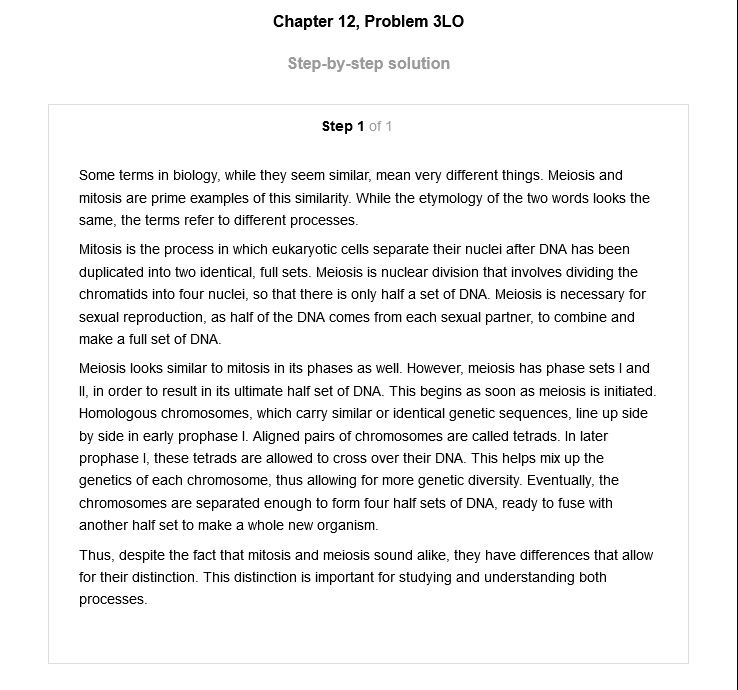 Chapter 12, Problem 3LO
Step-by-step solution
Step 1 of 1
Some terms in biology, while they seem similar, mean very different things. Meiosis and
mitosis are prime examples of this similarity. While the etymology of the two words looks the
same, the terms refer to different processes.
Mitosis is the process in which eukaryotic cells separate their nuclei after DNA has been
duplicated into two identical, full sets. Meiosis is nuclear division that involves dividing the
chromatids into four nuclei, so that there is only half a set of DNA. Meiosis is necessary for
sexual reproduction, as half of the DNA comes from each sexual partner, to combine and
make a full set of DNA.
Meiosis looks similar to mitosis in its phases as well. However, meiosis has phase sets I and
II, in order to result in its ultimate half set of DNA. This begins as soon as meiosis is initiated.
Homologous chromosomes, which carry similar or identical genetic sequences, line up side
by side in early prophase I. Aligned pairs of chromosomes are called tetrads. In later
prophase I, these tetrads are allowed to cross over their DNA. This helps mix up the
genetics of each chromosome, thus allowing for more genetic diversity. Eventually, the
chromosomes are separated enough to form four half sets of DNA, ready to fuse with
another half set to make a whole new organism.
Thus, despite the fact that mitosis and meiosis sound alike, they have differences that allow
for their distinction. This distinction is important for studying and understanding both
processes.